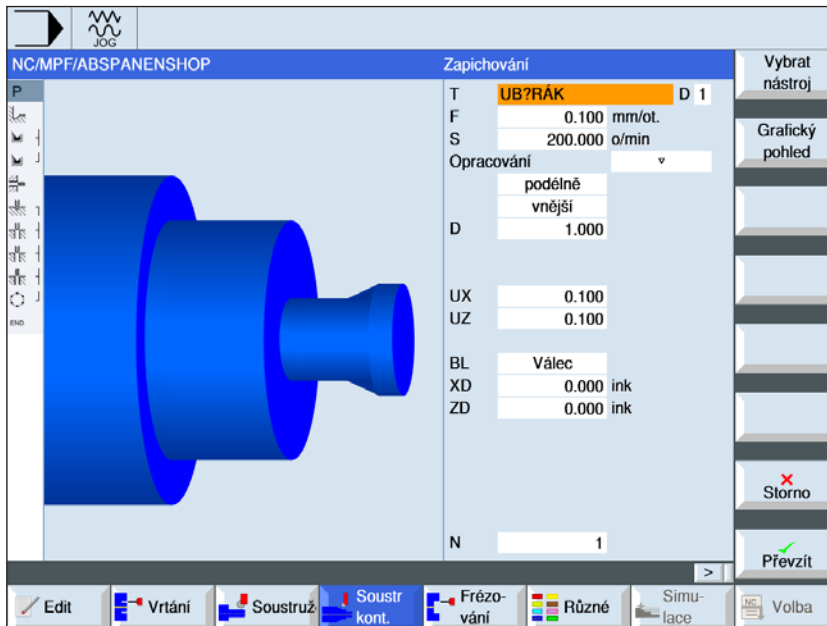 JOG
NC/MPF/ABSPANENSHOP
Zapichování
Vybrat
nástroj
P
T UB?RÁK D 1
F 0.100 mm/ot.
S 200.000 o/min
Opracování ▿
podélně
vnější
D 1.000
UX 0.100
UZ 0.100
BL Válec
XD 0.000 ink
ZD 0.000 ink
N 1
END
Grafický
pohled
Storno
Převzít
>
Edit
Vrtání
Soustruž
Soustr
kont.
Frézo-
vání
Různé
Simu-
lace
NC
Volba